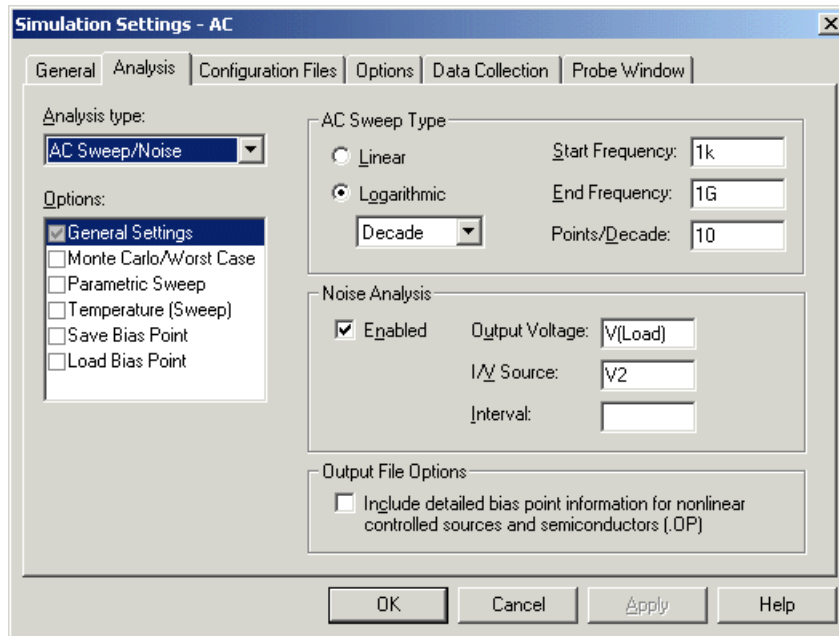 Simulation Settings - AC
General Analysis Configuration Files Options Data Collection Probe Window
Analysis type:
AC Sweep/Noise
Options:
General Settings
Monte Carlo/Worst Case
Parametric Sweep
Temperature (Sweep)
Save Bias Point
Load Bias Point
AC Sweep Type
Linear
Logarithmic
Decade
Start Frequency: 1k
End Frequency: 1G
Points/Decade: 10
Noise Analysis
Enabled
Output Voltage: V(Load)
I/V Source: V2
Interval:
Output File Options
Include detailed bias point information for nonlinear
controlled sources and semiconductors (.OP)
OK Cancel Apply Help